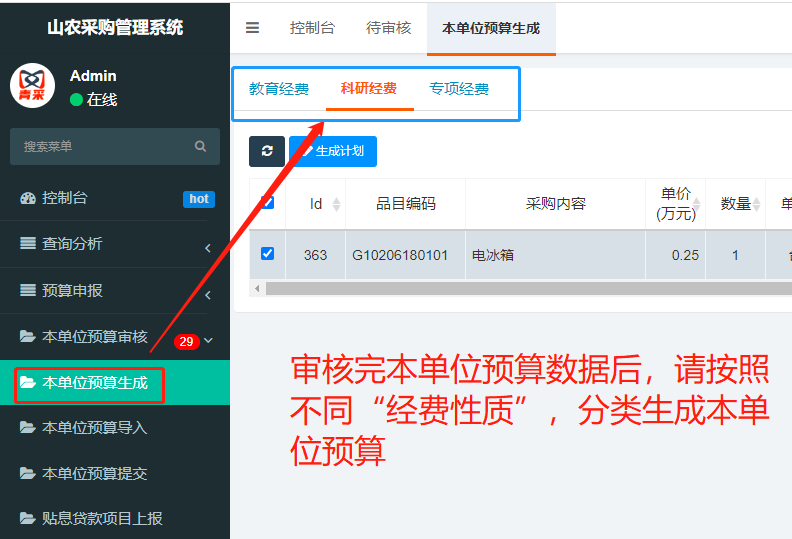 山农采购管理系统
控制台
待审核
本单位预算生成
Admin
在线
青采
教育经费
科研经费
专项经费
搜索菜单
生成计划
控制台
hot
Id
品目编码
采购内容
单价
(万元)
数量
查询分析
363
G10206180101
电冰箱
0.25
1
预算申报
本单位预算审核
29
本单位预算生成
审核完本单位预算数据后，请按照
不同“经费性质”，分类生成本单
位预算
本单位预算导入
本单位预算提交
贴息贷款项目上报